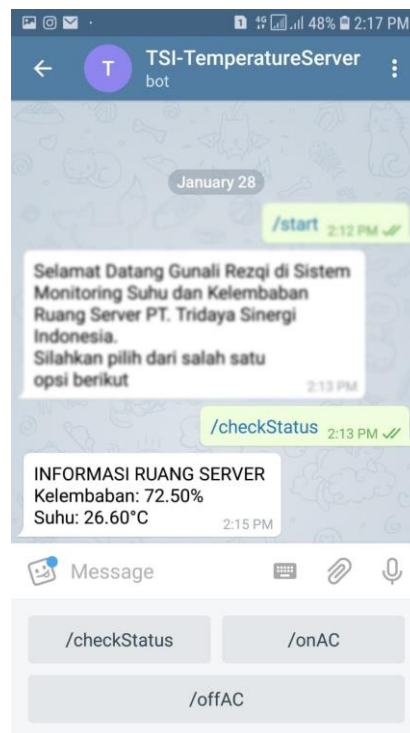 1 4G 48% 2:17 PM
T TSI-TemperatureServer
bot
January 28
/start 2:12 PM
Selamat Datang Gunali Rezqi di Sistem
Monitoring Suhu dan Kelembaban
Ruang Server PT. Tridaya Sinergi
Indonesia.
Silahkan pilih dari salah satu
opsi berikut 2:13 PM
/checkStatus 2:13 PM
INFORMASI RUANG SERVER
Kelembaban: 72.50%
Suhu: 26.60°C 2:15 PM
Message
/checkStatus /onAC
/offAC